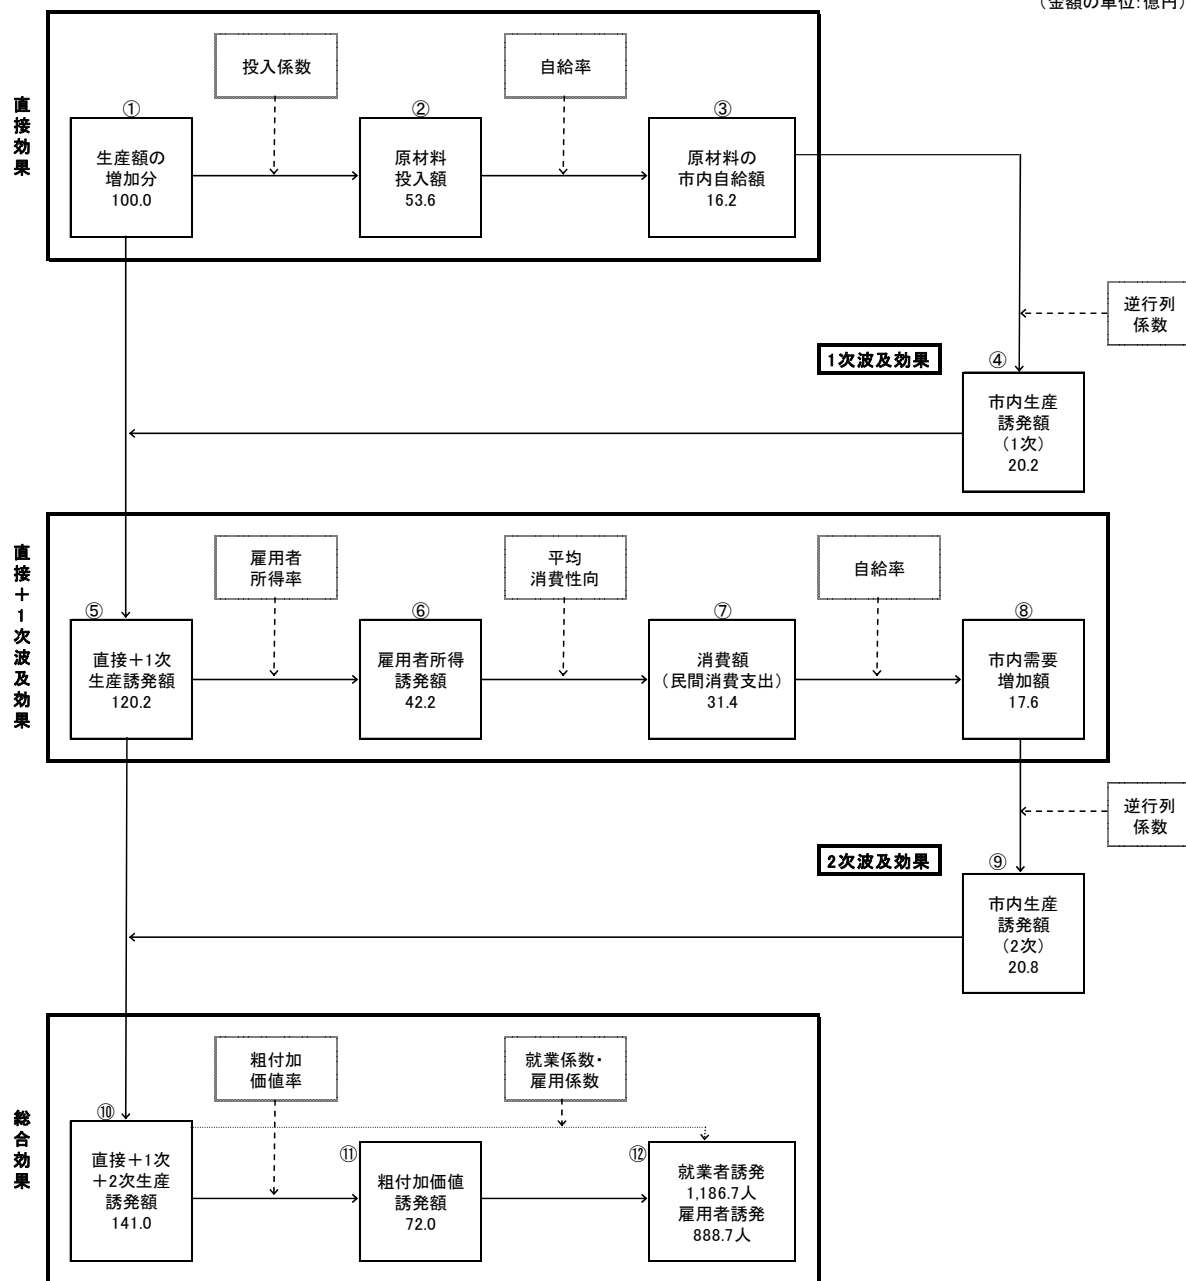 （金額の単位:億円）
直接効果
投入係数
自給率
①
②
③
生産額の
増加分
100.0
原材料
投入額
53.6
原材料の
市内自給額
16.2
逆行列
係数
1次波及効果
④
市内生産
誘発額
(1次)
20.2
直接＋1次波及効果
雇用者
所得率
平均
消費性向
自給率
⑤
⑥
⑦
⑧
直接＋1次
生産誘発額
120.2
雇用者所得
誘発額
42.2
消費額
（民間消費支出）
31.4
市内需要
増加額
17.6
逆行列
係数
2次波及効果
⑨
市内生産
誘発額
(2次)
20.8
総合効果
粗付加
価値率
就業係数・
雇用係数
⑩
⑪
⑫
直接＋1次
＋2次生産
誘発額
141.0
粗付加価値
誘発額
72.0
就業者誘発
1,186.7人
雇用者誘発
888.7人